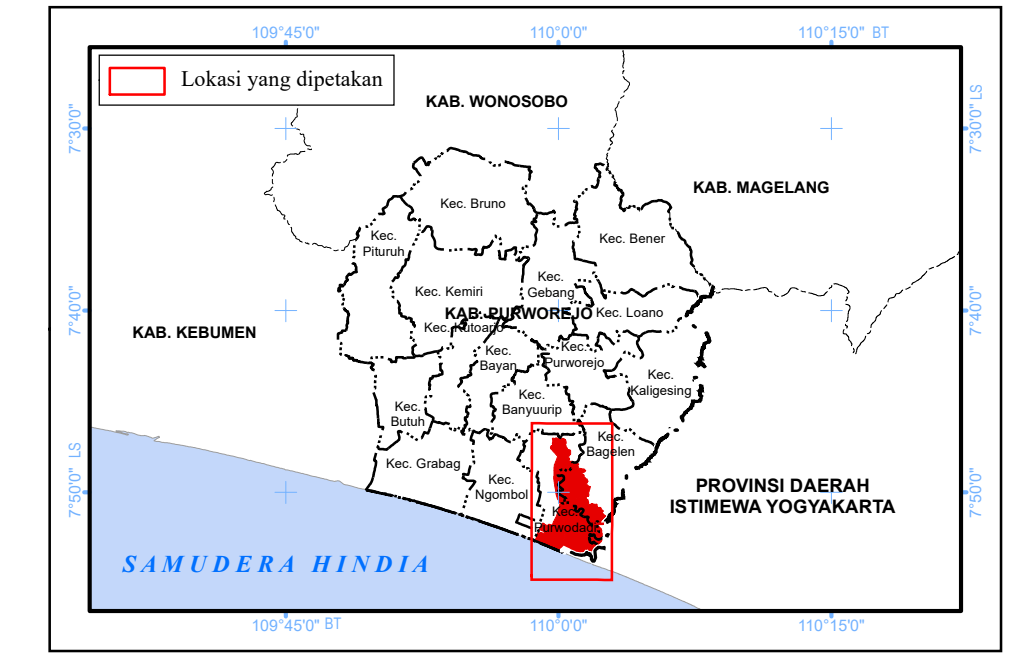 109°45'0"
110°0'0"
110°15'0" BT
Lokasi yang dipetakan
KAB. WONOSOBO
7°30'0"
7°30'0" LS
KAB. MAGELANG
Kec. Bruno
Kec.
Pituruh
Kec. Bener
Kec. Kemiri
Kec.
Gebang
KAB. PURWOREJO
Kec. Loano
7°40'0"
7°40'0"
KAB. KEBUMEN
Kec. Kutoarjo
Kec.
Bayan
Kec.
Purworejo
Kec.
Kaligesing
Kec.
Banyuurip
Kec.
Butuh
Kec.
Bagelen
Kec. Grabag
Kec.
Ngombol
7°50'0" LS
7°50'0"
PROVINSI DAERAH
ISTIMEWA YOGYAKARTA
Kec.
Purwodadi
SAMUDERA HINDIA
109°45'0" BT
110°0'0"
110°15'0"